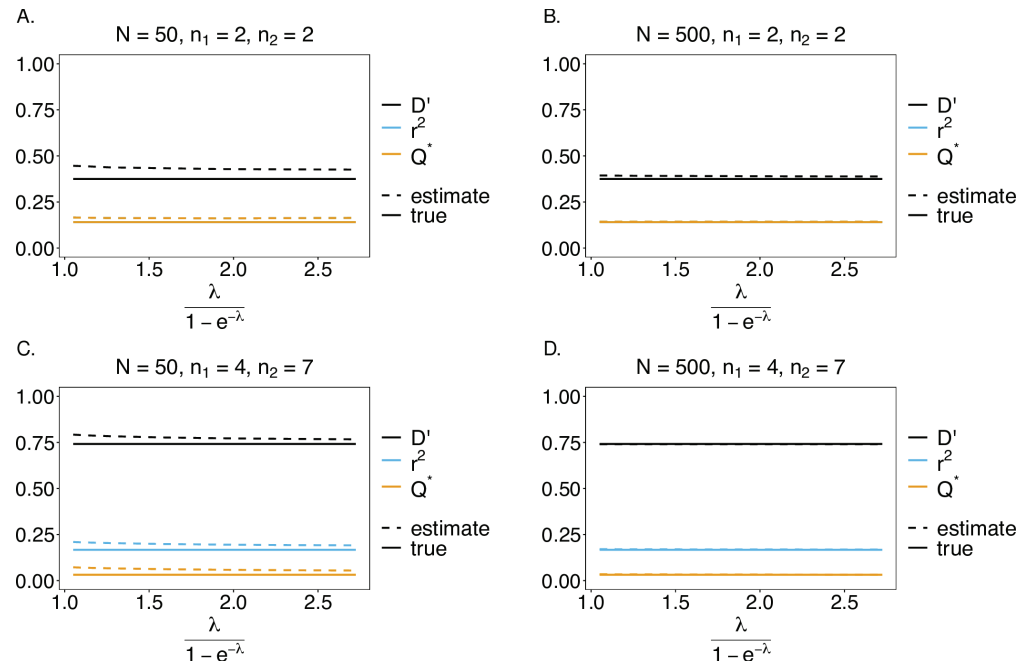 A.
N = 50, n₁ = 2, n₂ = 2
1.00
0.75
0.50
0.25
0.00
1.0 1.5 2.0 2.5
λ
1 − e^−λ
D'
r²
Q*
estimate
true
B.
N = 500, n₁ = 2, n₂ = 2
1.00
0.75
0.50
0.25
0.00
1.0 1.5 2.0 2.5
λ
1 − e^−λ
D'
r²
Q*
estimate
true
C.
N = 50, n₁ = 4, n₂ = 7
1.00
0.75
0.50
0.25
0.00
1.0 1.5 2.0 2.5
λ
1 − e^−λ
D'
r²
Q*
estimate
true
D.
N = 500, n₁ = 4, n₂ = 7
1.00
0.75
0.50
0.25
0.00
1.0 1.5 2.0 2.5
λ
1 − e^−λ
D'
r²
Q*
estimate
true